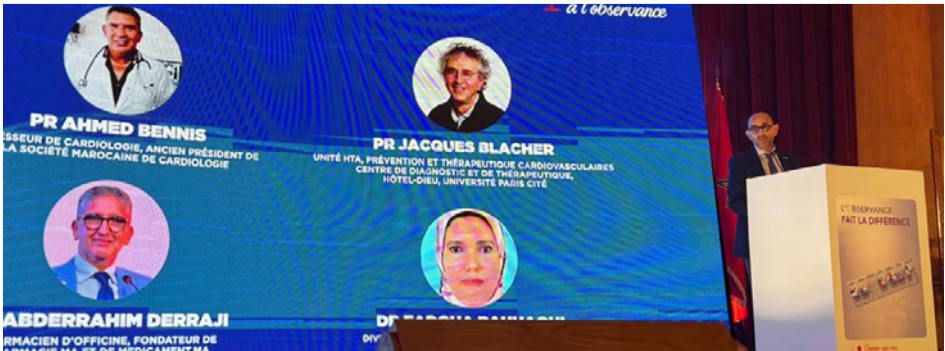 à l'observance
PR AHMED BENNIS
ESSEUR DE CARDIOLOGIE, ANCIEN PRÉSIDENT DE
LA SOCIÉTÉ MAROCAINE DE CARDIOLOGIE
PR JACQUES BLACHER
UNITÉ HTA, PRÉVENTION ET THÉRAPEUTIQUE CARDIOVASCULAIRES
CENTRE DE DIAGNOSTIC ET DE THÉRAPEUTIQUE,
HÔTEL-DIEU, UNIVERSITÉ PARIS CITÉ
ABDERRAHIM DERRAJI
RMACIEN D'OFFICINE, FONDATEUR DE
DR
L'OBSERVANCE
FAIT LA DIFFÉRENCE